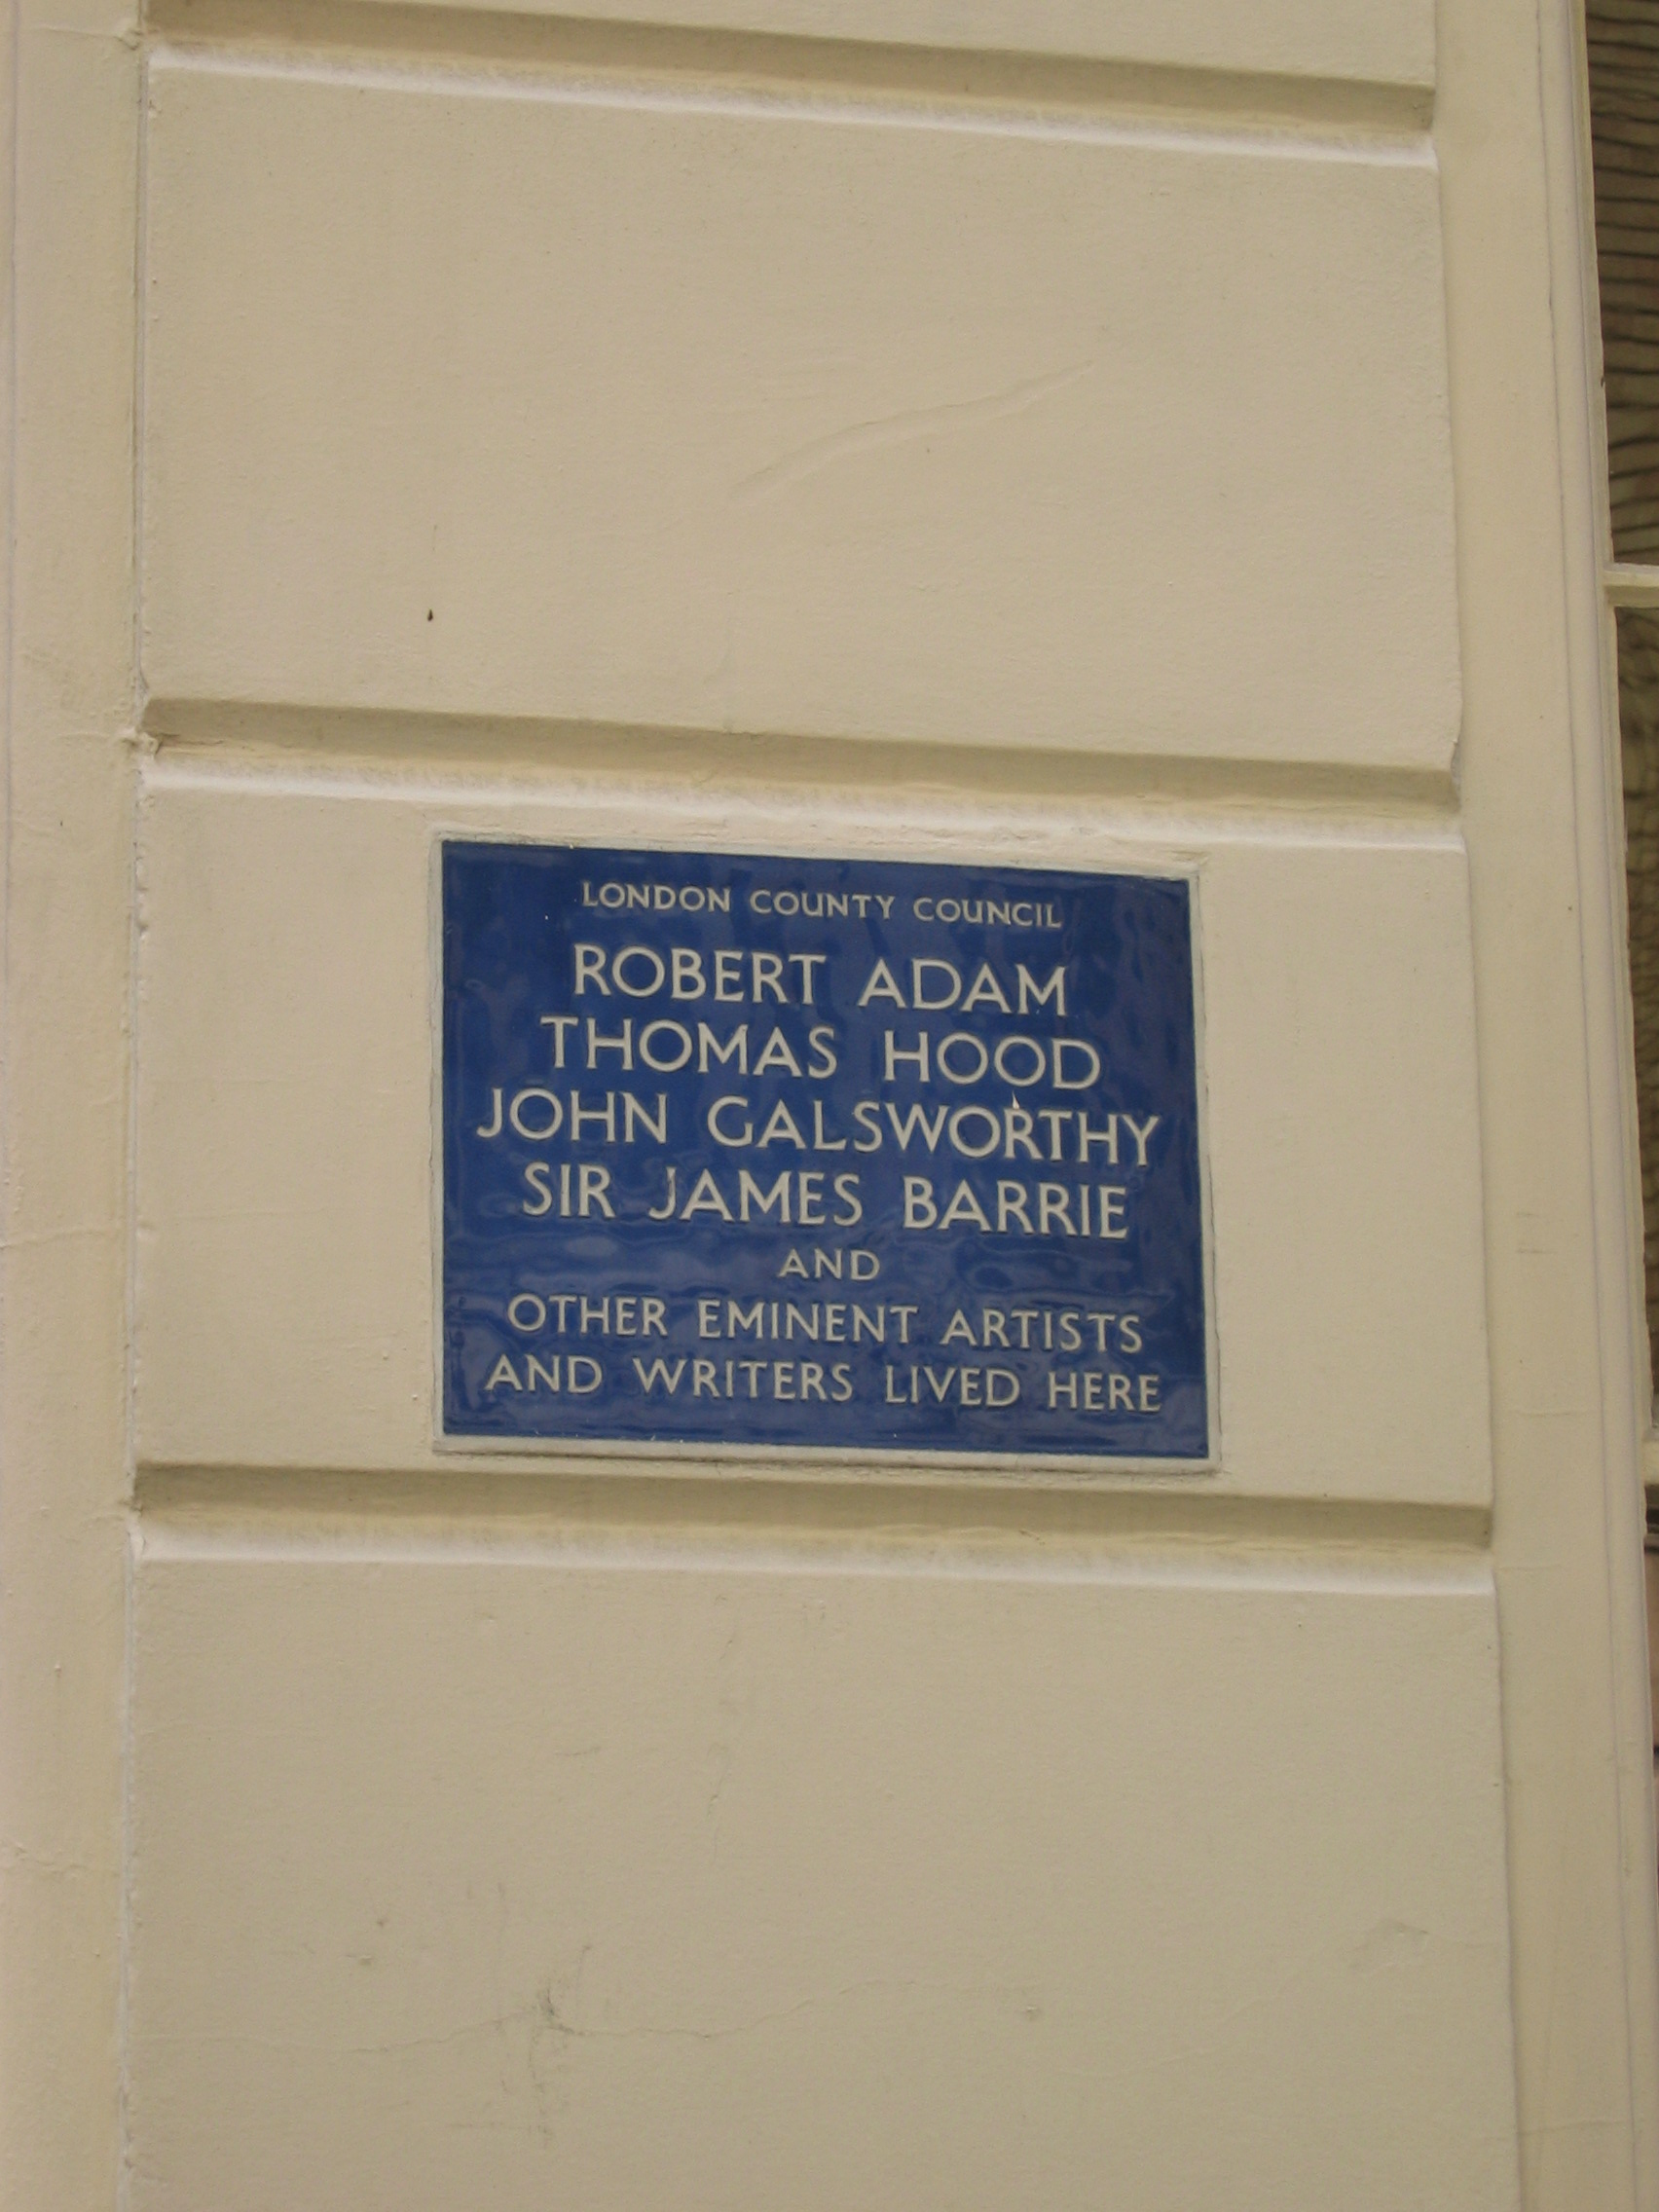 LONDON COUNTY COUNCIL
ROBERT ADAM
THOMAS HOOD
JOHN GALSWORTHY
SIR JAMES BARRIE
AND
OTHER EMINENT ARTISTS
AND WRITERS LIVED HERE